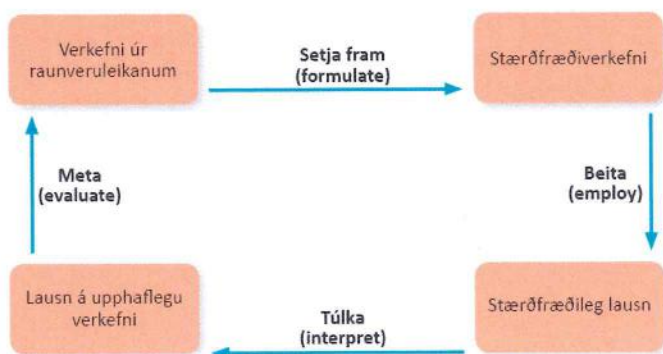 Verkefni úr
raunveruleikanum
Setja fram
(formulate)
Stærðfræðiverkefni
Meta
(evaluate)
Beita
(employ)
Lausn á upphaflegu
verkefni
Túlka
(interpret)
Stærðfræðileg lausn